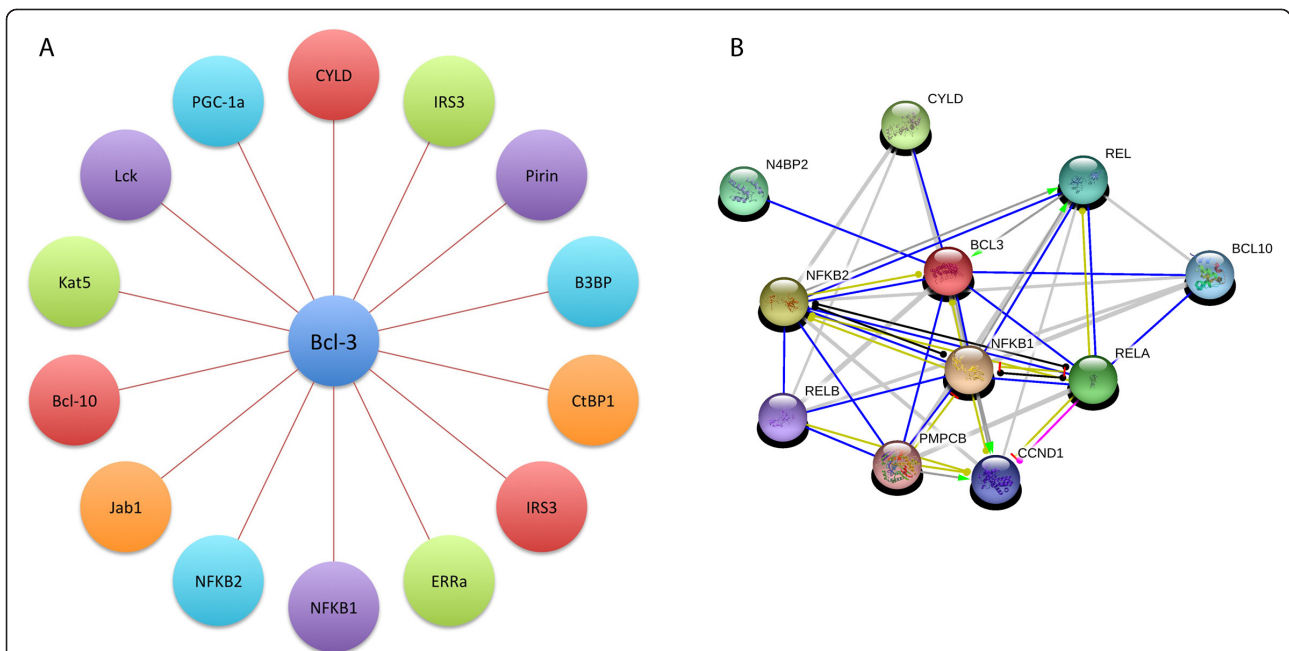 A
B
CYLD
PGC-1a
IRS3
Lck
Pirin
Kat5
B3BP
Bcl-3
Bcl-10
CtBP1
Jab1
IRS3
NFKB2
ERRa
NFKB1
CYLD
N4BP2
REL
BCL3
BCL10
NFKB2
NFKB1
RELA
RELB
PMPCB
CCND1